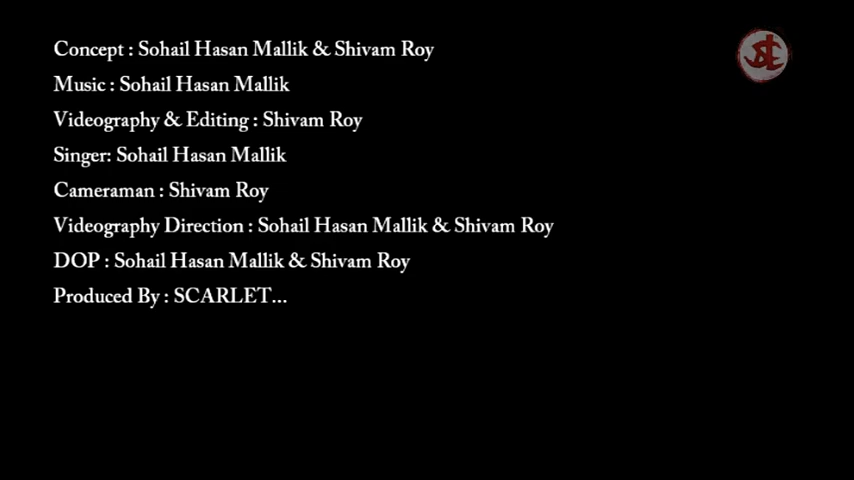 Concept : Sohail Hasan Mallik & Shivam Roy
Music : Sohail Hasan Mallik
Videography & Editing : Shivam Roy
Singer: Sohail Hasan Mallik
Cameraman : Shivam Roy
Videography Direction : Sohail Hasan Mallik & Shivam Roy
DOP : Sohail Hasan Mallik & Shivam Roy
Produced By : SCARLET...